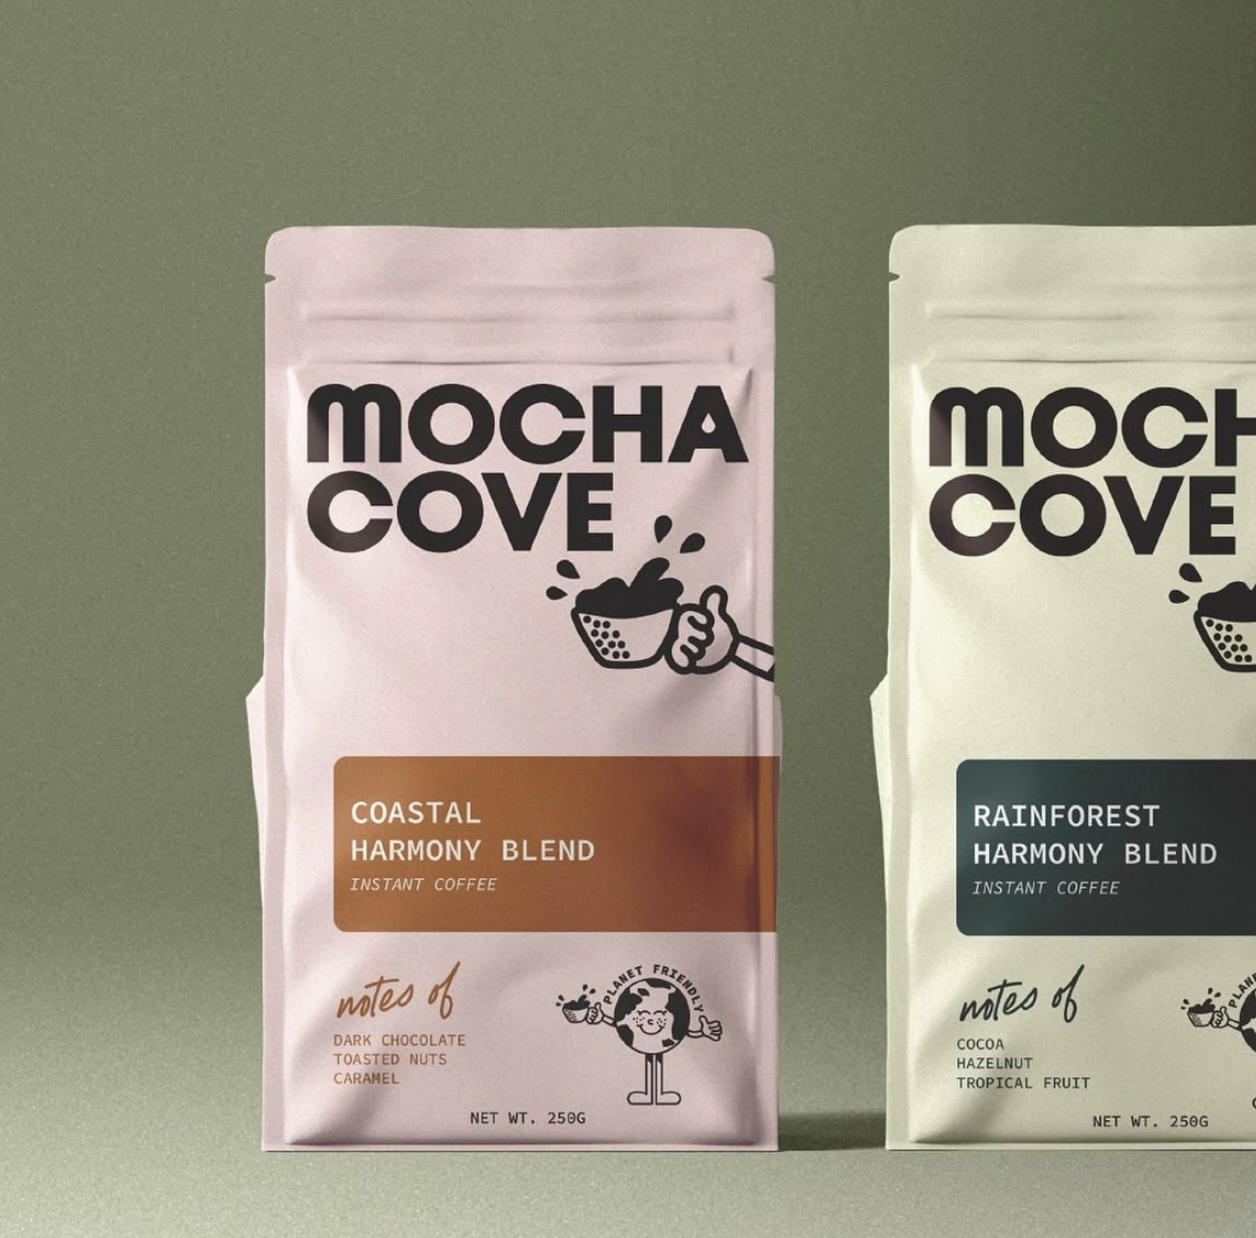 MOCHA
COVE
COASTAL
HARMONY BLEND
INSTANT COFFEE
notes of
DARK CHOCOLATE
TOASTED NUTS
CARAMEL
PLANET FRIENDLY
NET WT. 250G
MOCH
COVE
RAINFOREST
HARMONY BLEND
INSTANT COFFEE
notes of
COCOA
HAZELNUT
TROPICAL FRUIT
PLANE
NET WT. 250G